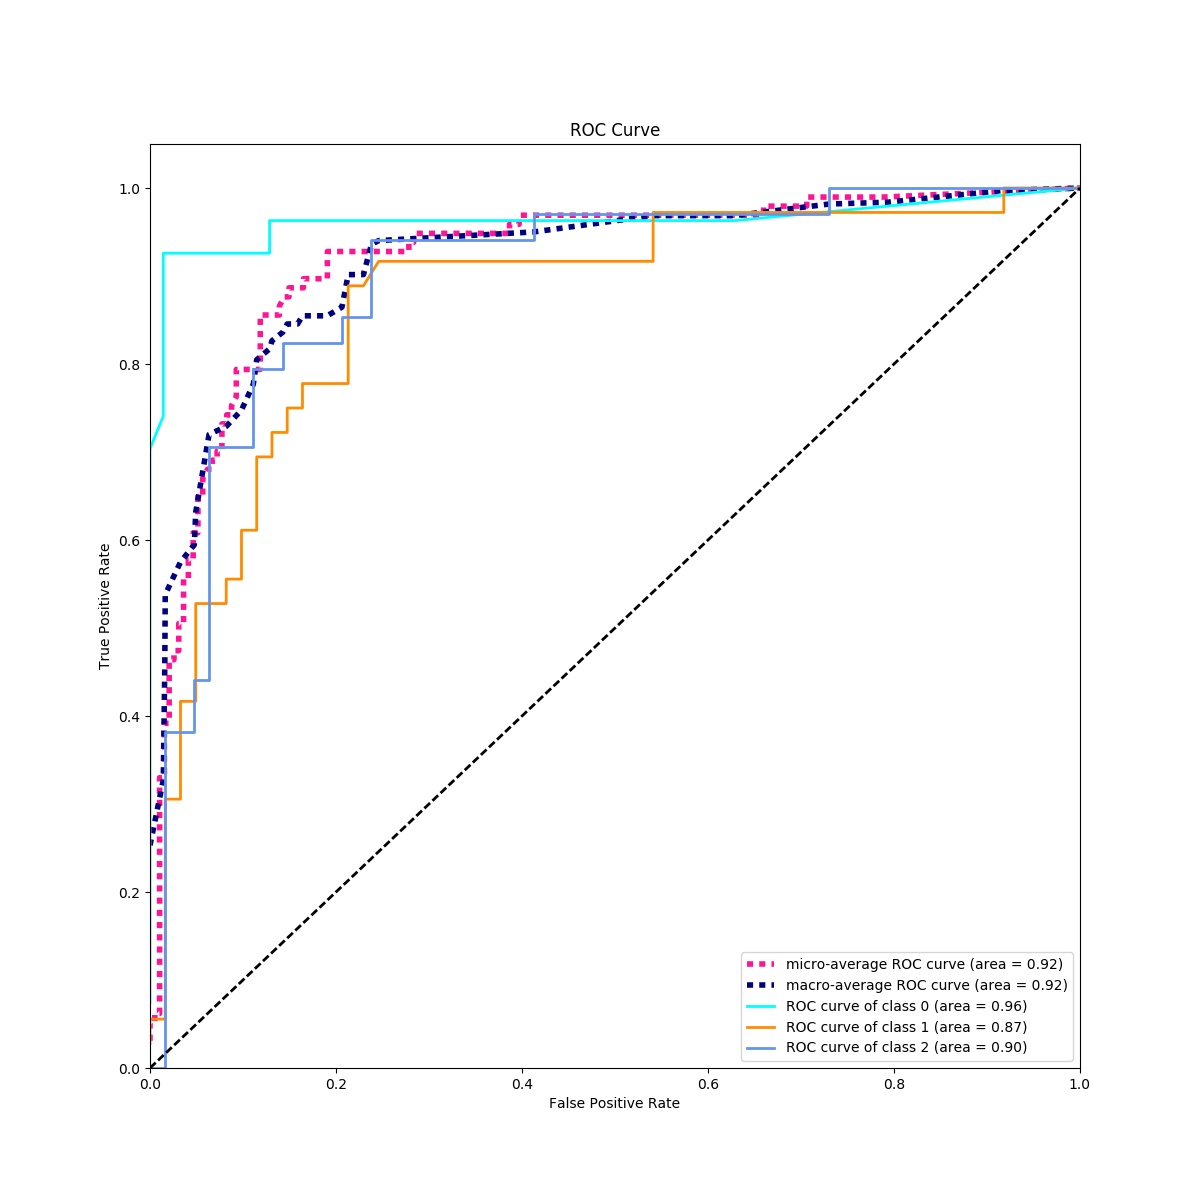 ROC Curve
1.0
0.8
0.6
0.4
0.2
0.0
True Positive Rate
0.0 0.2 0.4 0.6 0.8 1.0
False Positive Rate
micro-average ROC curve (area = 0.92)
macro-average ROC curve (area = 0.92)
ROC curve of class 0 (area = 0.96)
ROC curve of class 1 (area = 0.87)
ROC curve of class 2 (area = 0.90)